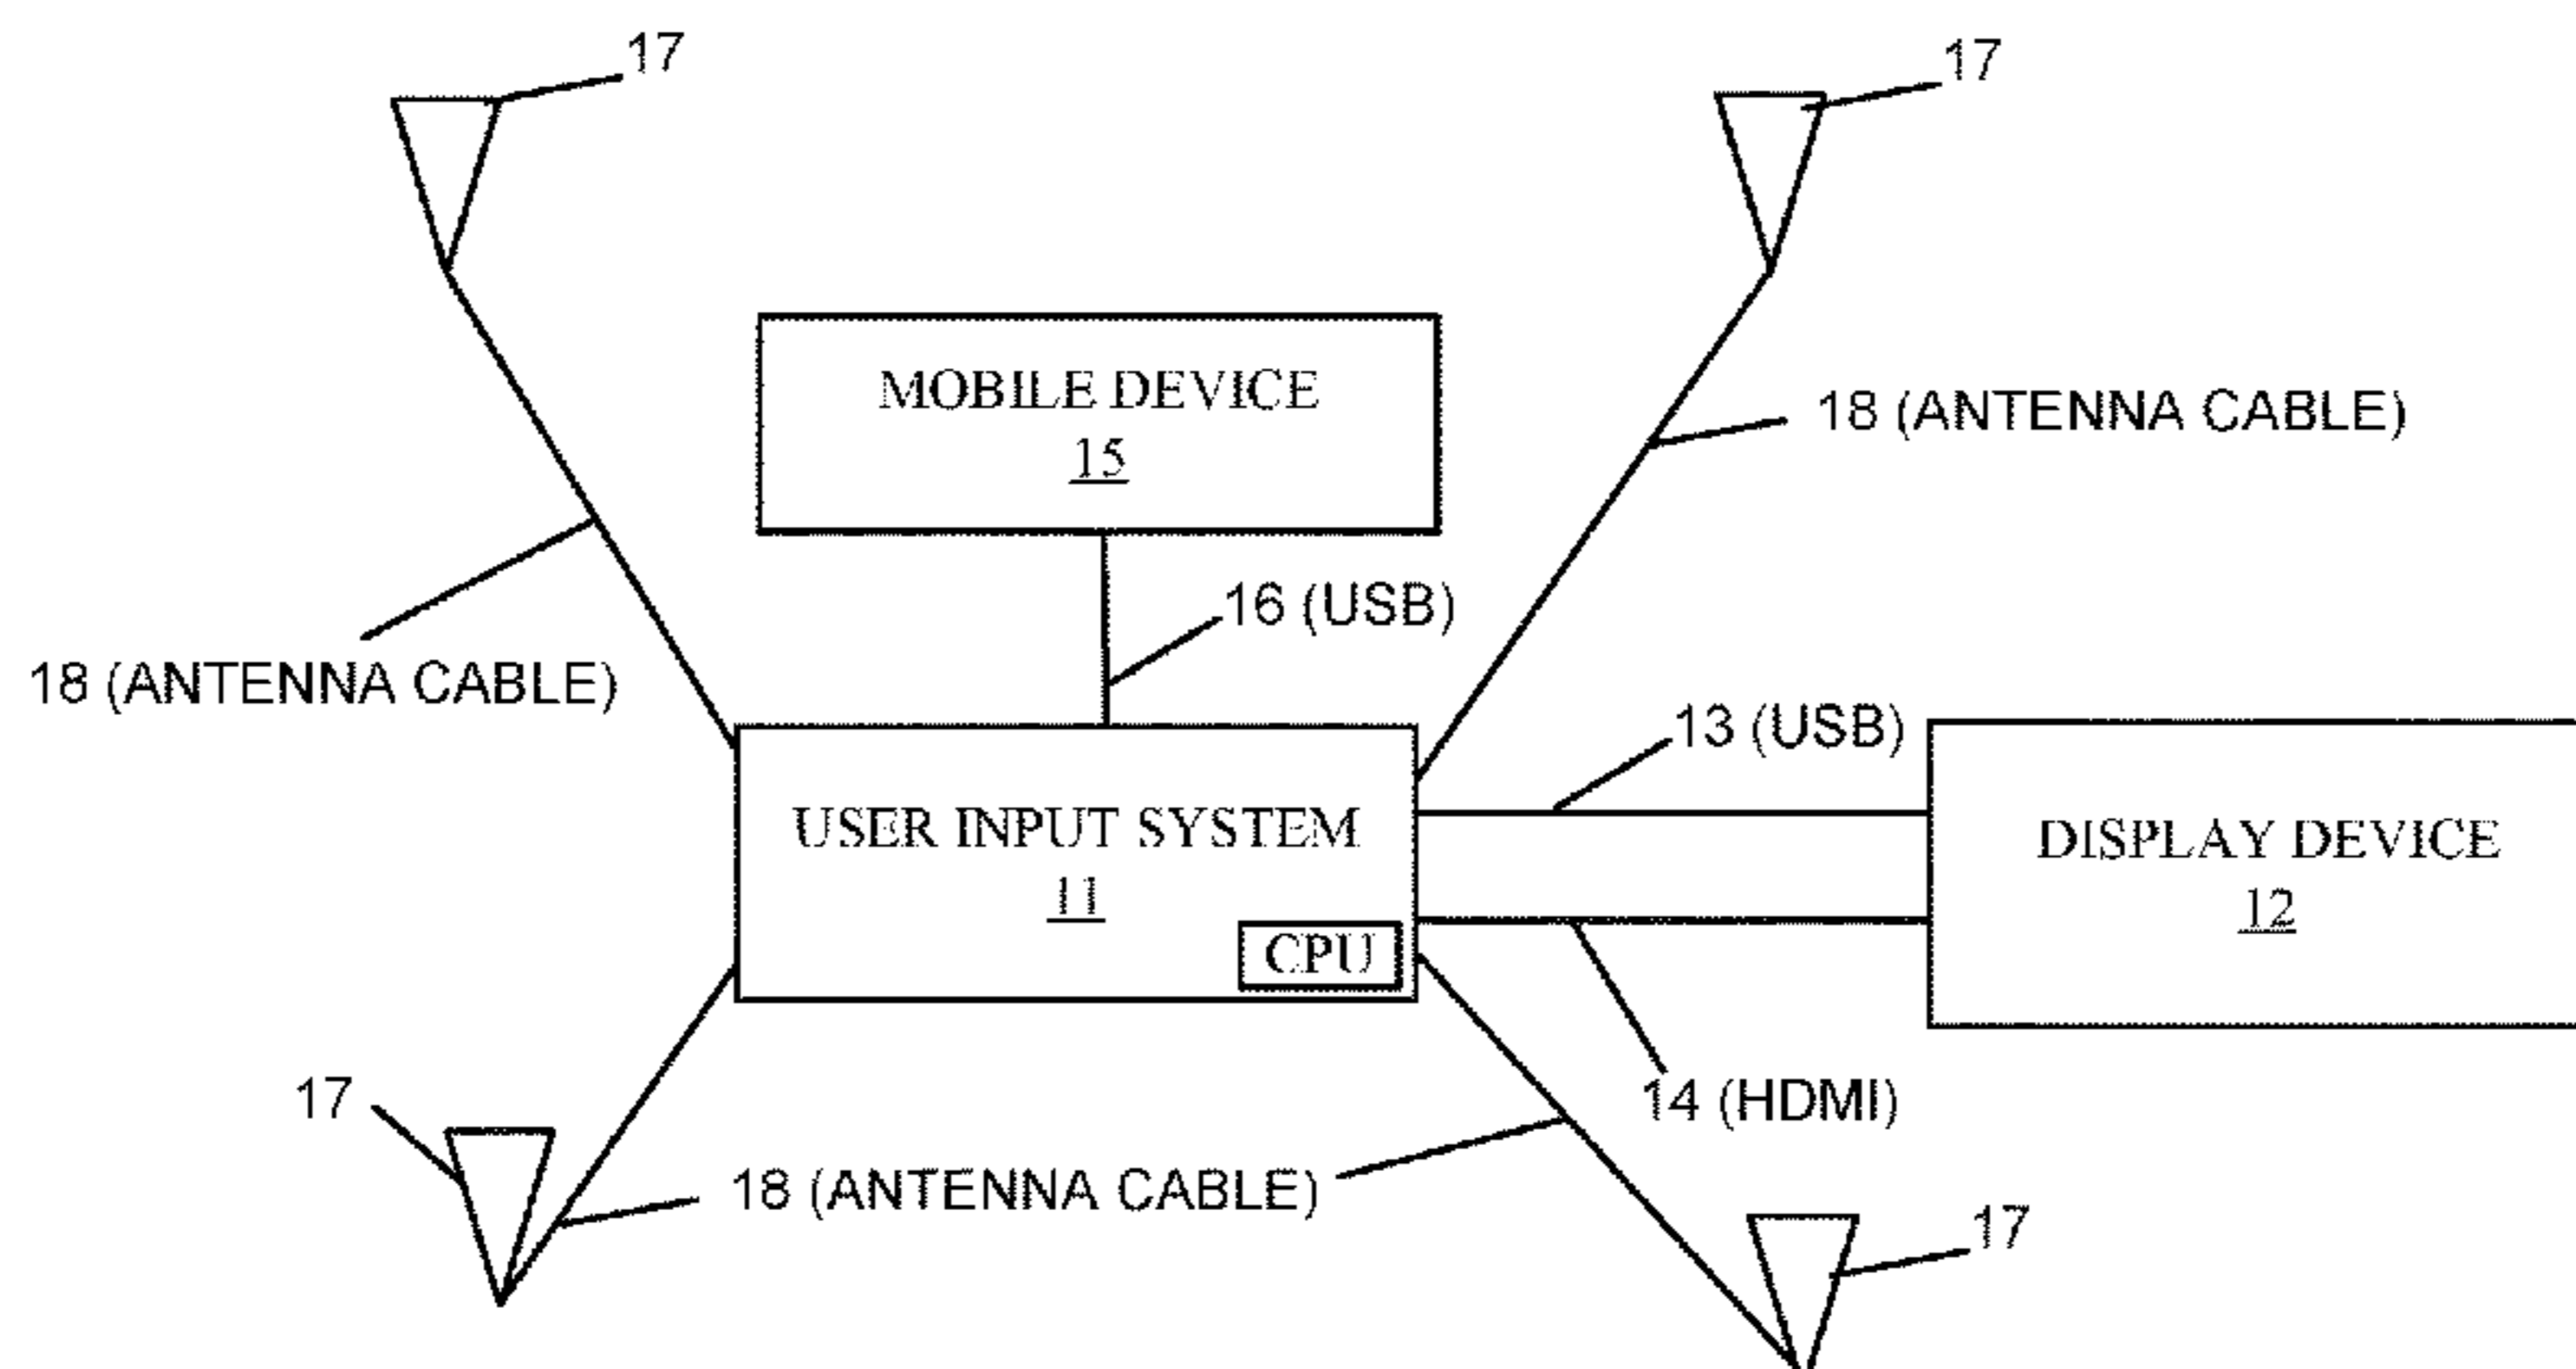 17
17
MOBILE DEVICE
15
18 (ANTENNA CABLE)
16 (USB)
18 (ANTENNA CABLE)
13 (USB)
USER INPUT SYSTEM
11
CPU
DISPLAY DEVICE
12
17
14 (HDMI)
18 (ANTENNA CABLE)
17